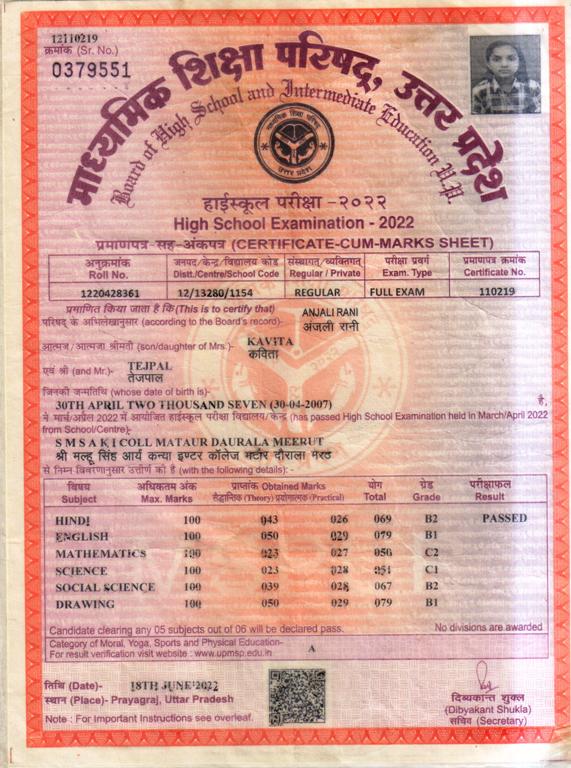 12110219
क्रमांक (Sr. No.)
0379551
माध्यमिक शिक्षा परिषद, उत्तर प्रदेश
Board of High School and Intermediate Education U.P.
हाईस्कूल परीक्षा -२०२२
High School Examination - 2022
प्रमाणपत्र-सह-अंकपत्र (CERTIFICATE-CUM-MARKS SHEET)
अनुक्रमांक जनपद/केन्द्र/विद्यालय कोड संस्थागत/व्यक्तिगत परीक्षा प्रवर्ग प्रमाणपत्र क्रमांक
Roll No. Distt./Centre/School Code Regular / Private Exam. Type Certificate No.
1220428361 12/13280/1154 REGULAR FULL EXAM 110219
प्रमाणित किया जाता है कि (This is to certify that) ANJALI RANI
परिषद के अभिलेखानुसार (according to the Board's record)- अंजली रानी
आत्मज/आत्मजा श्रीमती (son/daughter of Mrs.)- KAVITA
कविता
एवं श्री (and Mr.)- TEJPAL
तेजपाल
जिनकी जन्मतिथि (whose date of birth is)-
30TH APRIL TWO THOUSAND SEVEN (30-04-2007) है,
ने मार्च/अप्रैल 2022 में आयोजित हाईस्कूल परीक्षा विद्यालय/केन्द्र (has passed High School Examination held in March/April 2022
from School/Centre)-
S M S A K I COLL MATAUR DAURALA MEERUT
श्री मल्हू सिंह आर्य कन्या इण्टर कॉलेज मटौर दौराला मेरठ
से निम्न विवरणानुसार उत्तीर्ण की है (with the following details):-
विषय अधिकतम अंक प्राप्तांक Obtained Marks योग ग्रेड परीक्षाफल
Subject Max. Marks सैद्धान्तिक (Theory) प्रयोगात्मक (Practical) Total Grade Result
HINDI 100 043 026 069 B2 PASSED
ENGLISH 100 050 029 079 B1
MATHEMATICS 100 023 027 050 C2
SCIENCE 100 023 028 051 C1
SOCIAL SCIENCE 100 039 028 067 B2
DRAWING 100 050 029 079 B1
Candidate clearing any 05 subjects out of 06 will be declared pass. No divisions are awarded
Category of Moral, Yoga, Sports and Physical Education- A
For result verification visit website : www.upmsp.edu.in
तिथि (Date)- 18TH JUNE 2022
स्थान (Place)- Prayagraj, Uttar Pradesh
Note : For Important Instructions see overleaf.
दिब्यकान्त शुक्ल
(Dibyakant Shukla)
सचिव (Secretary)